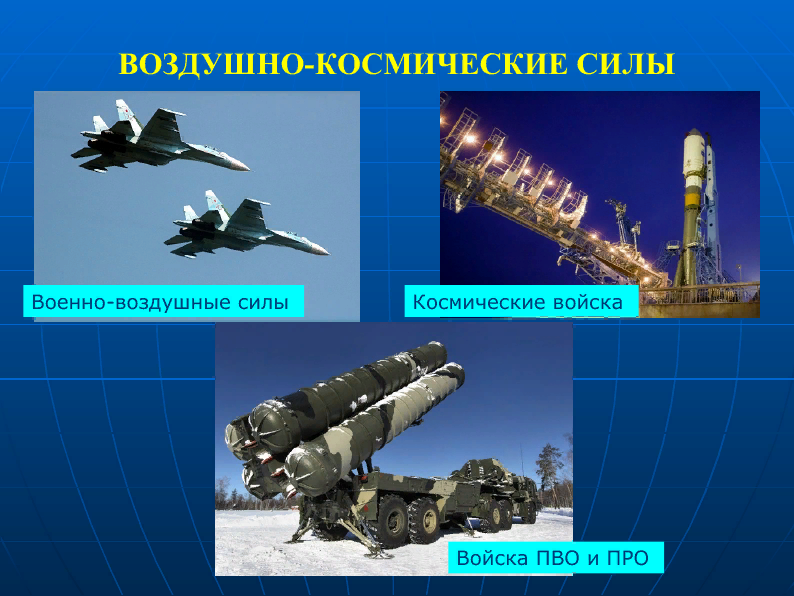 ВОЗДУШНО-КОСМИЧЕСКИЕ СИЛЫ
Военно-воздушные силы
Космические войска
Войска ПВО и ПРО